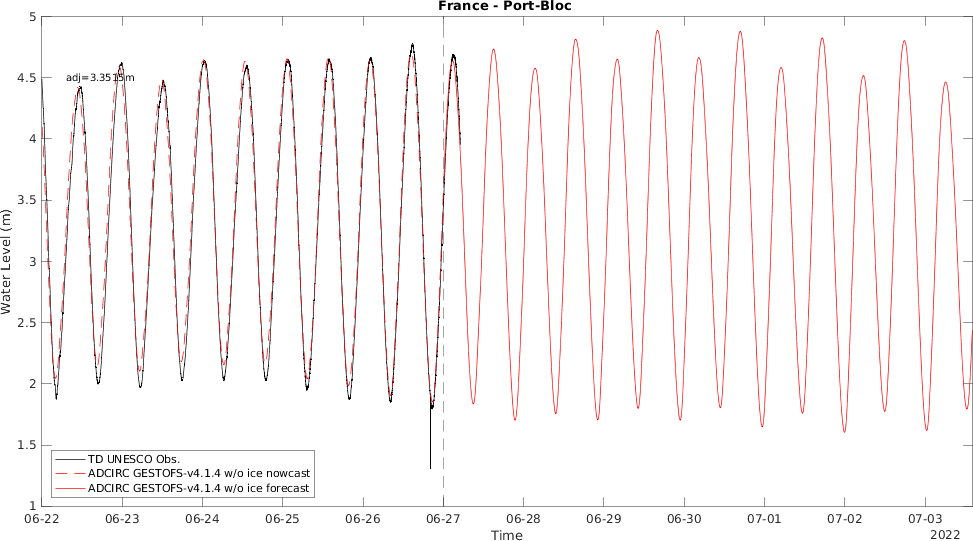 France - Port-Bloc
adj=3.3515m
Water Level (m)
5
4.5
4
3.5
3
2.5
2
1.5
1
TD UNESCO Obs.
ADCIRC GESTOFS-v4.1.4 w/o ice nowcast
ADCIRC GESTOFS-v4.1.4 w/o ice forecast
06-22 06-23 06-24 06-25 06-26 06-27 06-28 06-29 06-30 07-01 07-02 07-03
Time
2022